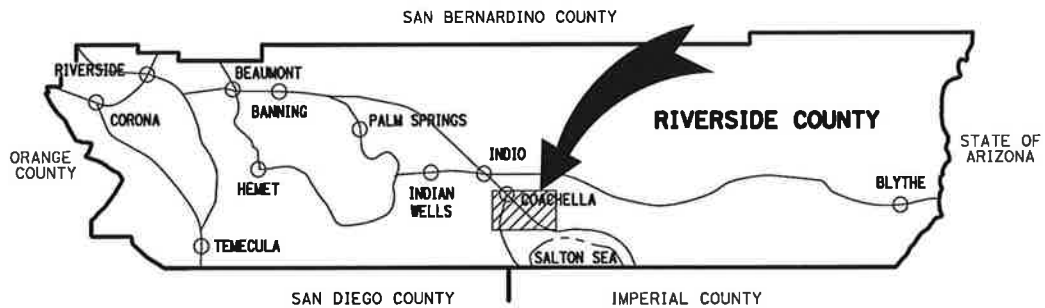 SAN BERNARDINO COUNTY
RIVERSIDE
BEAUMONT
BANNING
CORONA
PALM SPRINGS
RIVERSIDE COUNTY
ORANGE
COUNTY
STATE OF
ARIZONA
INDIO
HEMET
INDIAN
WELLS
COACHELLA
BLYTHE
TEMECULA
SALTON SEA
SAN DIEGO COUNTY
IMPERIAL COUNTY